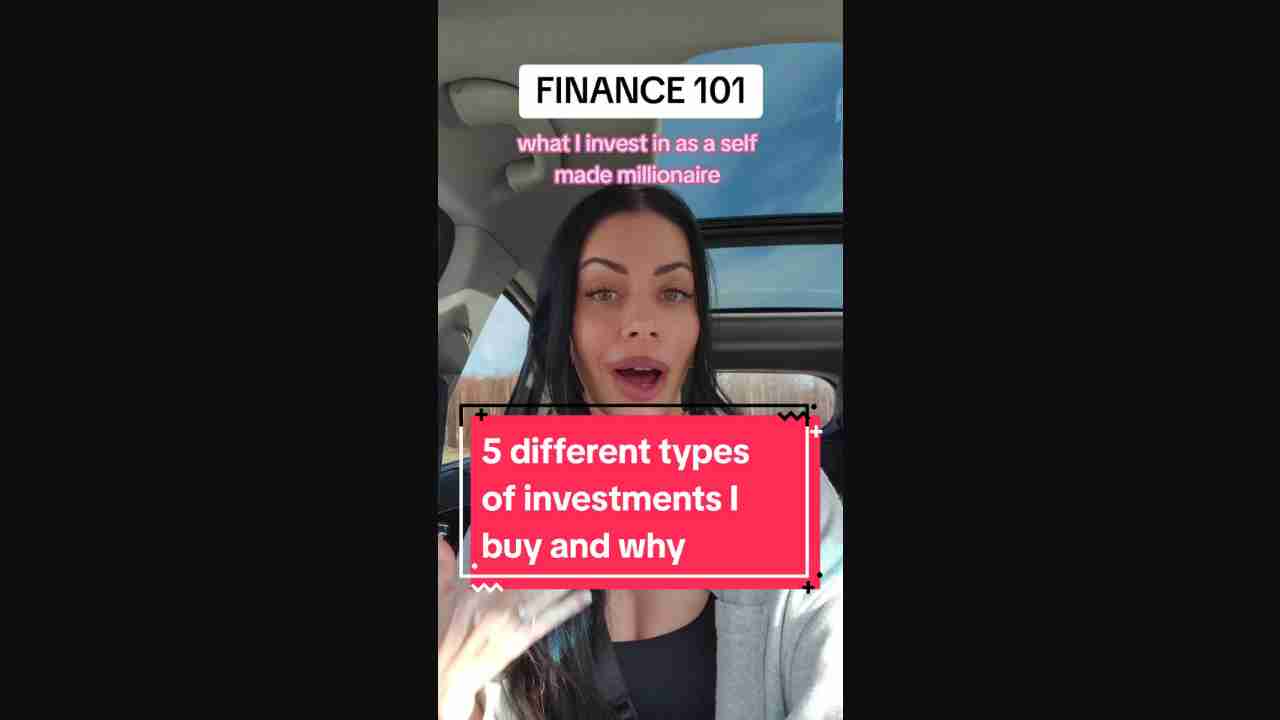 FINANCE 101
what I invest in as a self
made millionaire
5 different types
of investments I
buy and why